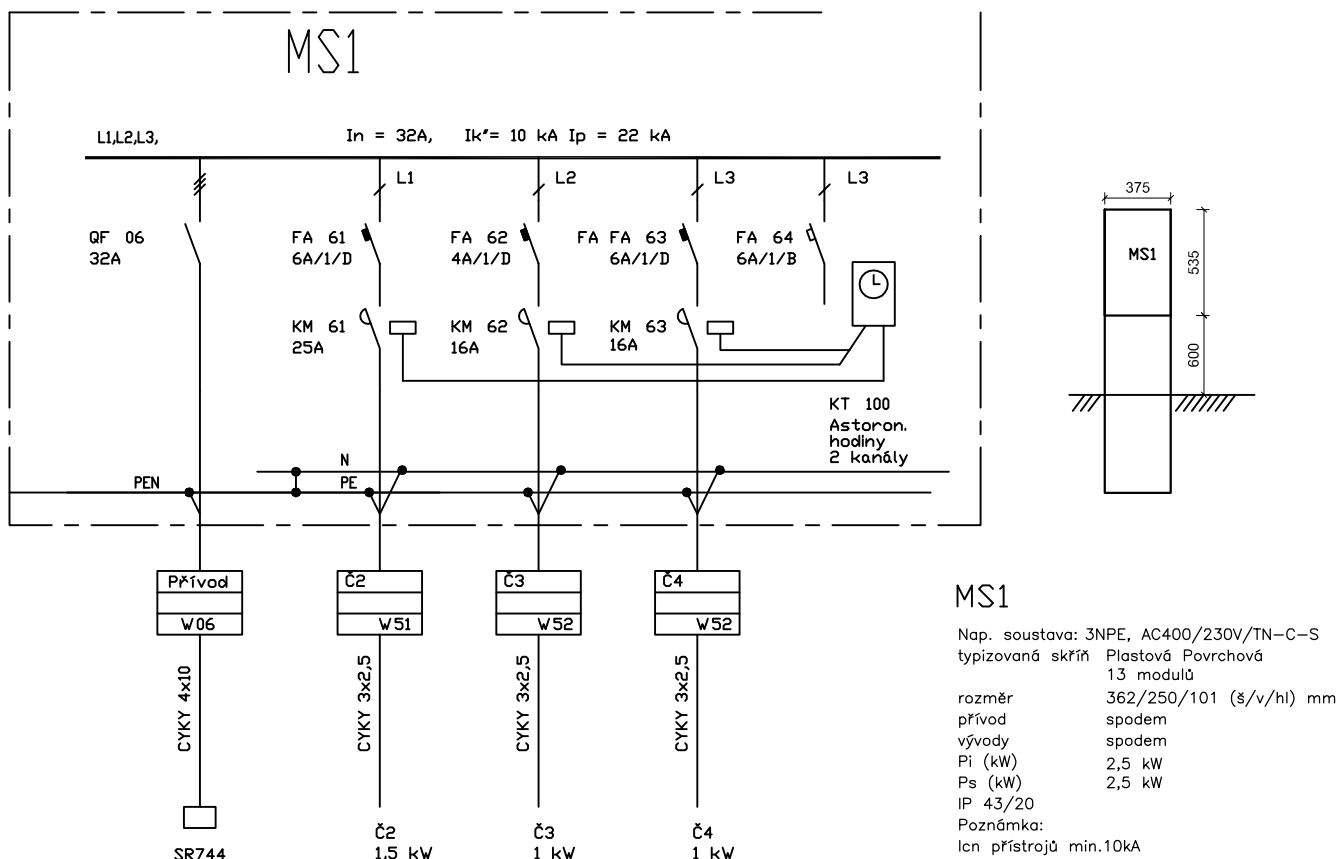 MS1
L1,L2,L3,
In = 32A, Ik"= 10 kA Ip = 22 kA
L1
L2
L3
L3
QF 06
32A
FA 61
6A/1/D
FA 62
4A/1/D
FA FA 63
6A/1/D
FA 64
6A/1/B
KM 61
25A
KM 62
16A
KM 63
16A
KT 100
Astoron.
hodiny
2 kanály
N
PEN
PE
Přívod
W06
Č2
W51
Č3
W52
Č4
W52
CYKY 4x10
CYKY 3x2,5
CYKY 3x2,5
CYKY 3x2,5
SR744
Č2
1,5 kW
Č3
1 kW
Č4
1 kW
375
MS1
535
600
MS1
Nap. soustava: 3NPE, AC400/230V/TN-C-S
typizovaná skříň Plastová Povrchová
13 modulů
rozměr 362/250/101 (š/v/hl) mm
přívod spodem
vývody spodem
Pi (kW) 2,5 kW
Ps (kW) 2,5 kW
IP 43/20
Poznámka:
Icn přístrojů min.10kA